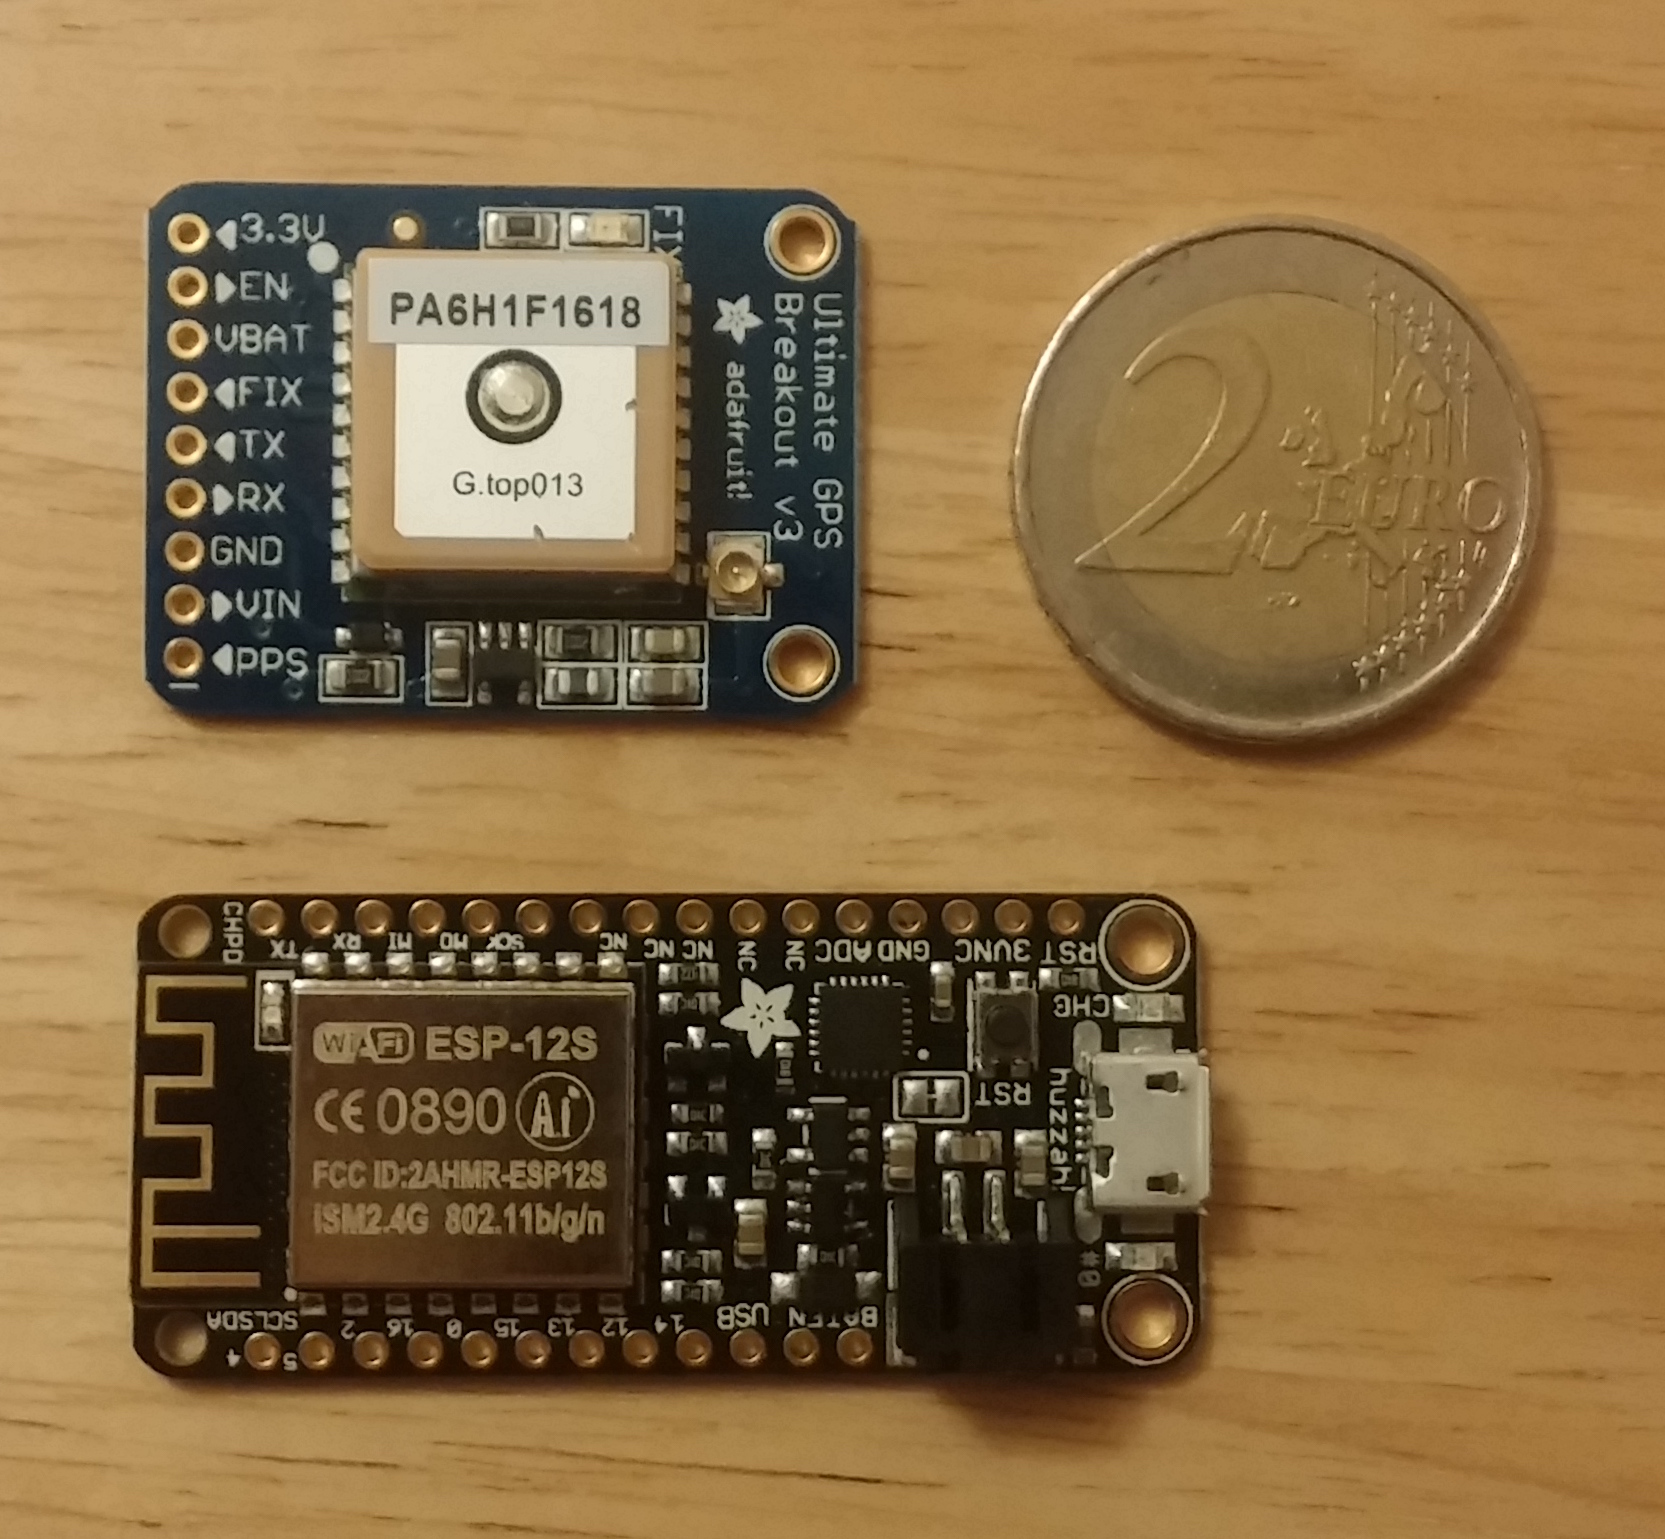 3.3V
EN
VBAT
FIX
TX
RX
GND
VIN
PPS
FIX
PA6H1F1618
G.top013
Ultimate GPS
Breakout v3
adafruit!
2 EURO
CHPD
TX RX MI MO SCK NC NC NC NC NC ADC GND NC 3V RST
WiFi ESP-12S
CE 0890 Ai
FCC ID:2AHMR-ESP12S
iSM2.4G 802.11b/g/n
CHG
RST
huzzah!
#0
SDA SCL 2 16 0 15 13 12 14 USB EN BAT
4 5